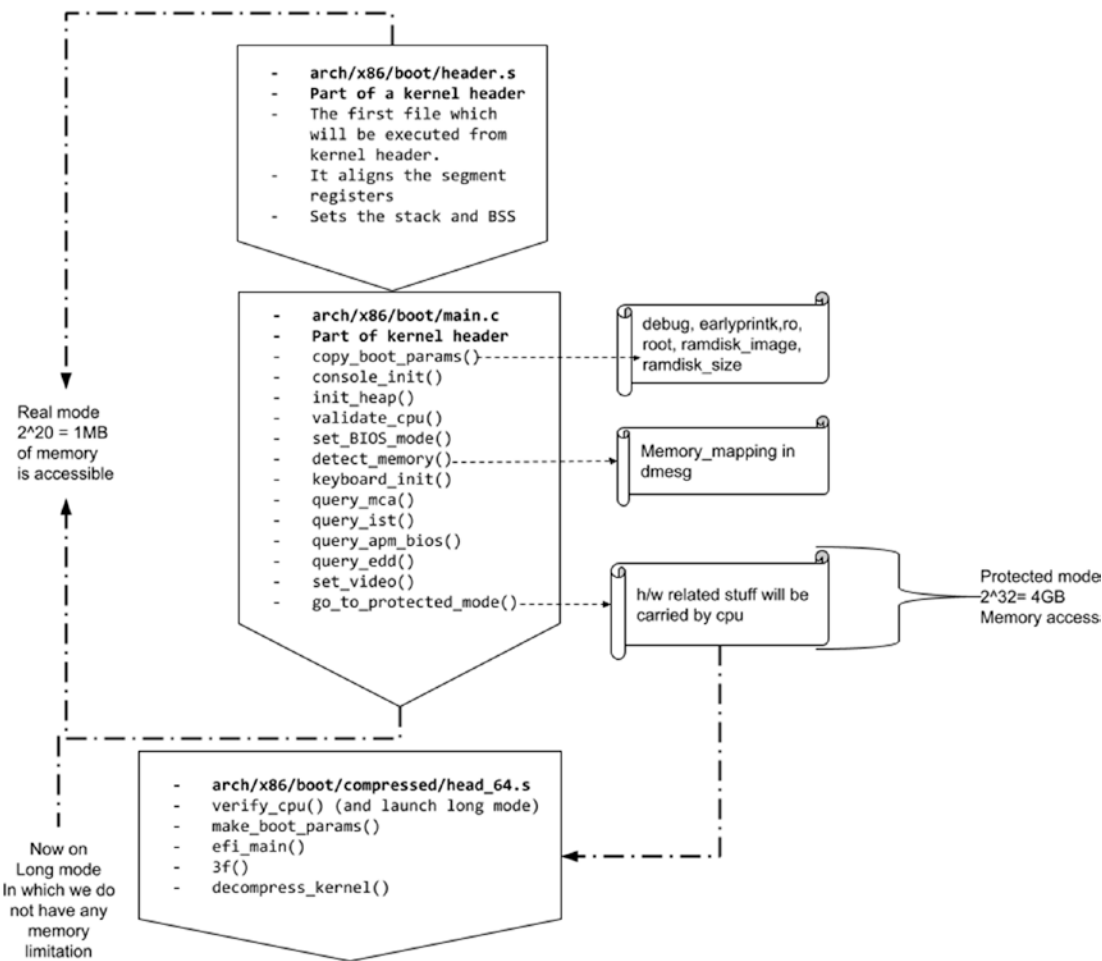 - arch/x86/boot/header.s
- Part of a kernel header
- The first file which
will be executed from
kernel header.
- It aligns the segment
registers
- Sets the stack and BSS
- arch/x86/boot/main.c
- Part of kernel header
- copy_boot_params()
- console_init()
- init_heap()
- validate_cpu()
- set_BIOS_mode()
- detect_memory()
- keyboard_init()
- query_mca()
- query_ist()
- query_apm_bios()
- query_edd()
- set_video()
- go_to_protected_mode()
debug, earlyprintk,ro,
root, ramdisk_image,
ramdisk_size
Memory_mapping in
dmesg
h/w related stuff will be
carried by cpu
Protected mode
2^32= 4GB
Memory access
Real mode
2^20 = 1MB
of memory
is accessible
- arch/x86/boot/compressed/head_64.s
- verify_cpu() (and launch long mode)
- make_boot_params()
- efi_main()
- 3f()
- decompress_kernel()
Now on
Long mode
In which we do
not have any
memory
limitation